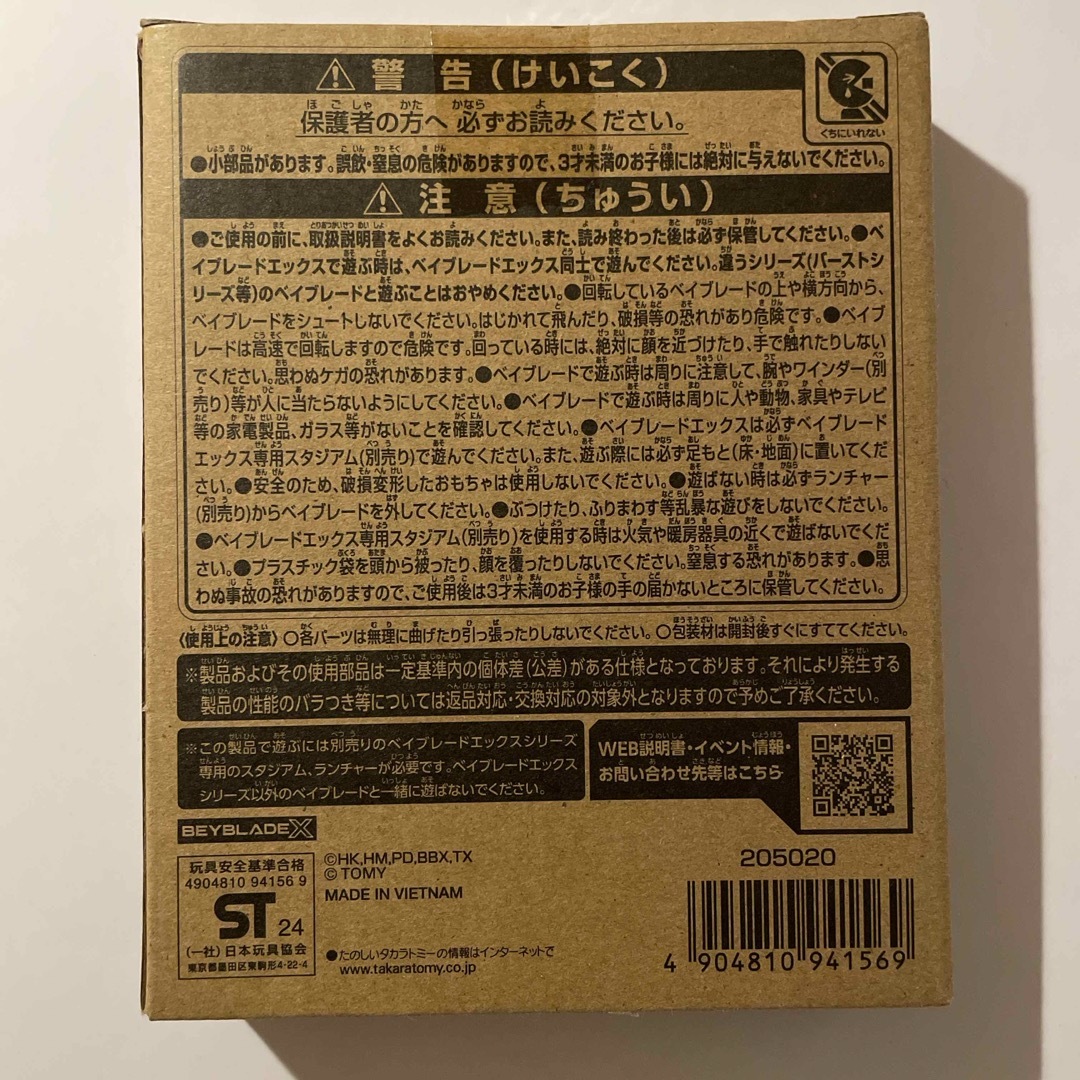 警告(けいこく)
保護者の方へ 必ずお読みください。
くちにいれない
●小部品があります。誤飲・窒息の危険がありますので、3才未満のお子様には絶対に与えないでください。
注意(ちゅうい)
●ご使用の前に、取扱説明書をよくお読みください。また、読み終わった後は必ず保管してください。●ベ
イブレードエックスで遊ぶ時は、ベイブレードエックス同士で遊んでください。違うシリーズ(バーストシ
リーズ等)のベイブレードと遊ぶことはおやめください。●回転しているベイブレードの上や横方向から、
ベイブレードをシュートしないでください。はじかれて飛んだり、破損等の恐れがあり危険です。●ベイブ
レードは高速で回転しますので危険です。回っている時には、絶対に顔を近づけたり、手で触れたりしない
でください。思わぬケガの恐れがあります。●ベイブレードで遊ぶ時は周りに注意して、腕やワインダー(別
売り)等が人に当たらないようにしてください。●ベイブレードで遊ぶ時は周りに人や動物、家具やテレビ
等の家電製品、ガラス等がないことを確認してください。●ベイブレードエックスは必ずベイブレード
エックス専用スタジアム(別売り)で遊んでください。また、遊ぶ際には必ず足もと(床・地面)に置いてくだ
さい。●安全のため、破損変形したおもちゃは使用しないでください。●遊ばない時は必ずランチャー
(別売り)からベイブレードを外してください。●ぶつけたり、ふりまわす等乱暴な遊びをしないでください。
●ベイブレードエックス専用スタジアム(別売り)を使用する時は火気や暖房器具の近くで遊ばないでくだ
さい。●プラスチック袋を頭から被ったり、顔を覆ったりしないでください。窒息する恐れがあります。●思
わぬ事故の恐れがありますので、ご使用後は3才未満のお子様の手の届かないところに保管してください。
〈使用上の注意〉○各パーツは無理に曲げたり引っ張ったりしないでください。○包装材は開封後すぐにすててください。
※製品およびその使用部品は一定基準内の個体差(公差)がある仕様となっております。それにより発生する
製品の性能のバラつき等については返品対応・交換対応の対象外となりますので予めご了承ください。
※この製品で遊ぶには別売りのベイブレードエックスシリーズ
専用のスタジアム、ランチャーが必要です。ベイブレードエックス
シリーズ以外のベイブレードと一緒に遊ばないでください。
WEB説明書・イベント情報・
お問い合わせ先等はこちら
BEYBLADE X
玩具安全基準合格
4904810 94156 9
ST 24
(一社)日本玩具協会
東京都墨田区東駒形4-22-4
©HK,HM,PD,BBX,TX
© TOMY
MADE IN VIETNAM
●たのしいタカラトミーの情報はインターネットで
www.takaratomy.co.jp
205020
4 904810 941569